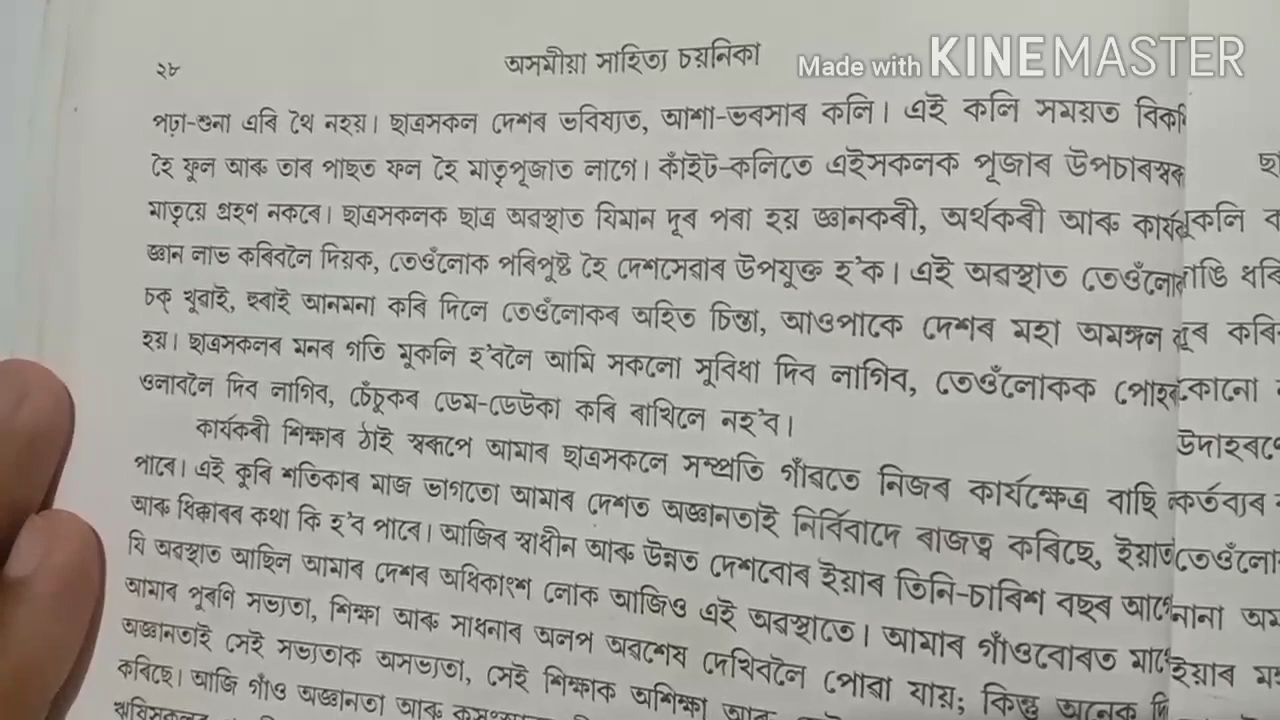 ২৮
অসমীয়া সাহিত্য চয়নিকা
Made with KINEMASTER
পঢ়া-শুনা এৰি থৈ নহয়। ছাত্ৰসকল দেশৰ ভবিষ্যত, আশা-ভৰসাৰ কলি। এই কলি সময়ত
হৈ ফুল আৰু তাৰ পাছত ফল হৈ মাতৃপূজাত লাগে। কাঁইট-কলিতে এইসকলক পূজাৰ
মাতৃয়ে গ্ৰহণ নকৰে। ছাত্ৰসকলক ছাত্ৰ অৱস্থাত যিমান দূৰ পৰা হয় জ্ঞানকৰী, অৰ্থকৰী আৰু
জ্ঞান লাভ কৰিবলৈ দিয়ক, তেওঁলোক পৰিপুষ্ট হৈ দেশসেৱাৰ উপযুক্ত হ'ক। এই অৱস্থাত
চকু খুৱাই, হুৰাই আনমনা কৰি দিলে তেওঁলোকৰ অহিত চিন্তা, আওপাকে দেশৰ মহা অমঙ্গল
হয়। ছাত্ৰসকলৰ মনৰ গতি মুকলি হ'বলৈ আমি সকলো সুবিধা দিব লাগিব, তেওঁলোকক
ওলাবলৈ দিব লাগিব, চেঁচুকৰ ডেম-ডেউকা কৰি ৰাখিলে নহ'ব।
কাৰ্যকৰী শিক্ষাৰ ঠাই স্বৰূপে আমাৰ ছাত্ৰসকলে সম্প্ৰতি গাঁৱতে নিজৰ কাৰ্যক্ষেত্ৰ বাছি
পাৰে। এই কুৰি শতিকাৰ মাজ ভাগতো আমাৰ দেশত অজ্ঞানতাই নিৰ্বিবাদে ৰাজত্ব কৰিছে,
আৰু ধিক্কাৰৰ কথা কি হ'ব পাৰে। আজিৰ স্বাধীন আৰু উন্নত দেশবোৰ ইয়াৰ তিনি-চাৰিশ বছৰ
যি অৱস্থাত আছিল আমাৰ দেশৰ অধিকাংশ লোক আজিও এই অৱস্থাতে। আমাৰ গাঁওবোৰত
আমাৰ পূৰণি সভ্যতা, শিক্ষা আৰু সাধনাৰ অলপ অৱশেষ দেখিবলৈ পোৱা যায়; কিন্তু অনেক
অজ্ঞানতাই সেই সভ্যতাক অসভ্যতা, সেই শিক্ষাক অশিক্ষা আৰু
কৰিছে। আজি গাঁও অজ্ঞানতা আৰু